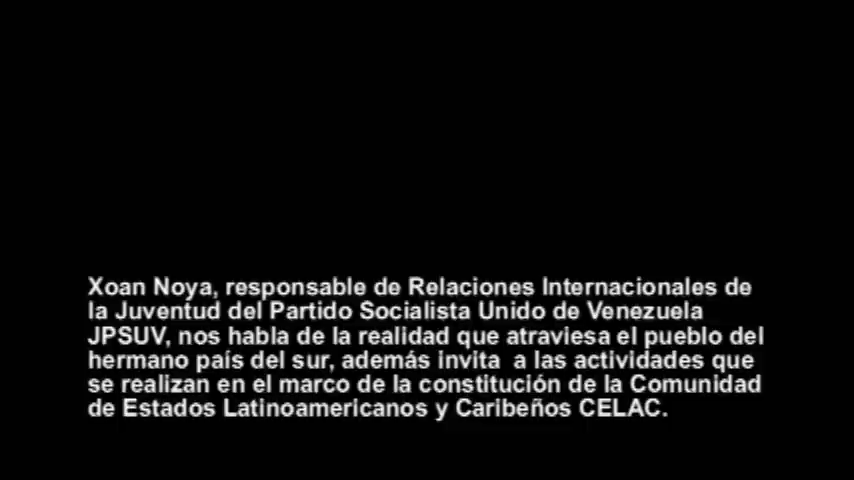 Xoan Noya, responsable de Relaciones Internacionales de
la Juventud del Partido Socialista Unido de Venezuela
JPSUV, nos habla de la realidad que atraviesa el pueblo del
hermano país del sur, además invita  a las actividades que
se realizan en el marco de la constitución de la Comunidad
de Estados Latinoamericanos y Caribeños CELAC.